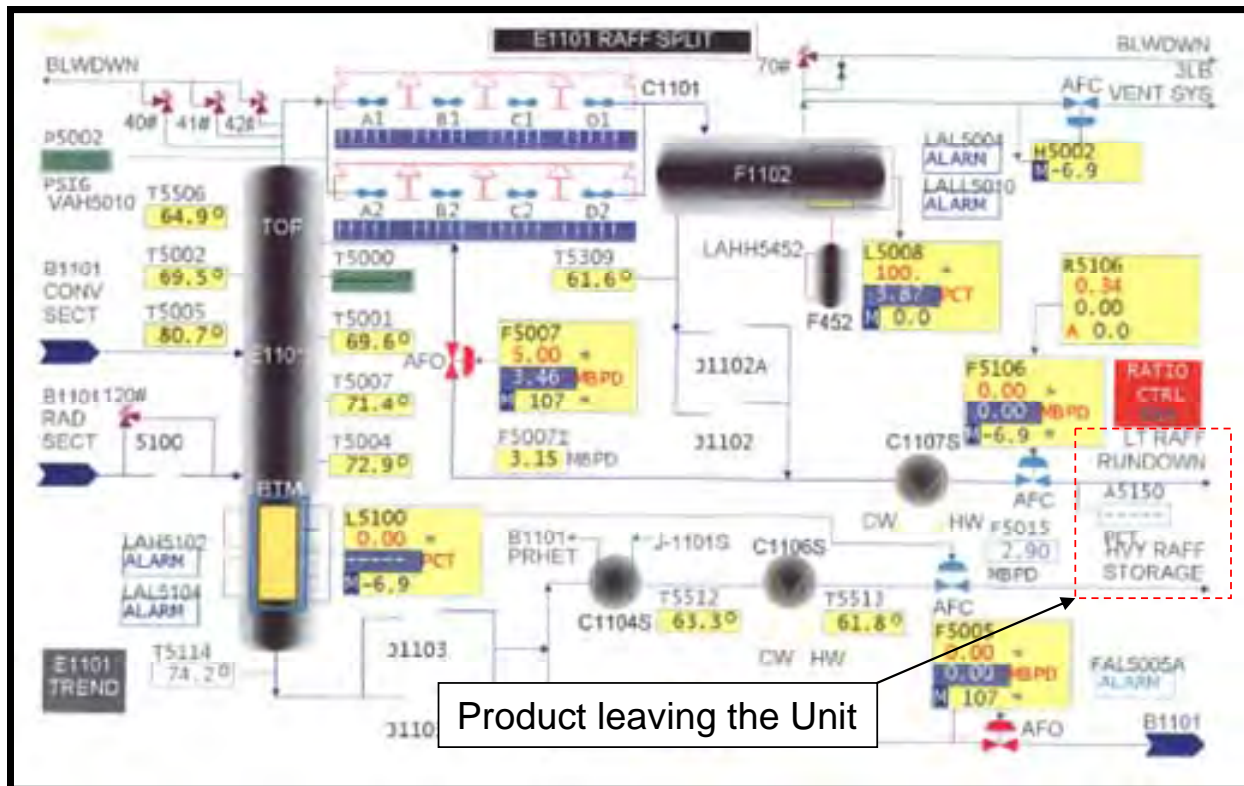 E1101 RAFF SPLIT
BLWDWN
BLWDWN
3LB
VENT SYS
70#
AFC
C1101
A1 B1 C1 D1
40# 41# 42#
P5002
PSIG
VAH5010
LAL5004
ALARM
LALL5010
ALARM
H5002
M -6.9
F1102
A2 B2 C2 D2
T5506
64.9°
TOP
T5002
69.5°
T5000
T5309
61.6°
LAHH5452
L5008
100. =
-3.87 PCT
M 0.0
R5106
0.34
0.00
A 0.0
B1101
CONV
SECT
T5005
80.7°
T5001
69.6°
AFO
F5007
5.00 =
3.46 MBPD
M 107 =
F452
E1101
J1102A
F5106
0.00 =
0.00 MBPD
M -6.9 =
RATIO
CTRL
T5007
71.4°
B1101
RAD
SECT
120#
5100
T5004
72.9°
F5007I
3.15 MBPD
J1102
C1107S
LT RAFF
RUNDOWN
AFC
A5150
-----
PCT
BTM
CW HW
F5015
2.90
MBPD
HVY RAFF
STORAGE
LAH5102
ALARM
LAL5104
ALARM
L5100
0.00 =
----- PCT
M -6.9
B1101
PRHET
J-1101S
C1106S
AFC
C1104S
T5512
63.3°
T5513
61.8°
E1101
TREND
T5114
74.2°
J1103
CW HW
F5005
0.00 =
0.00 MBPD
M 107 =
FAL5005A
ALARM
Product leaving the Unit
AFO
B1101